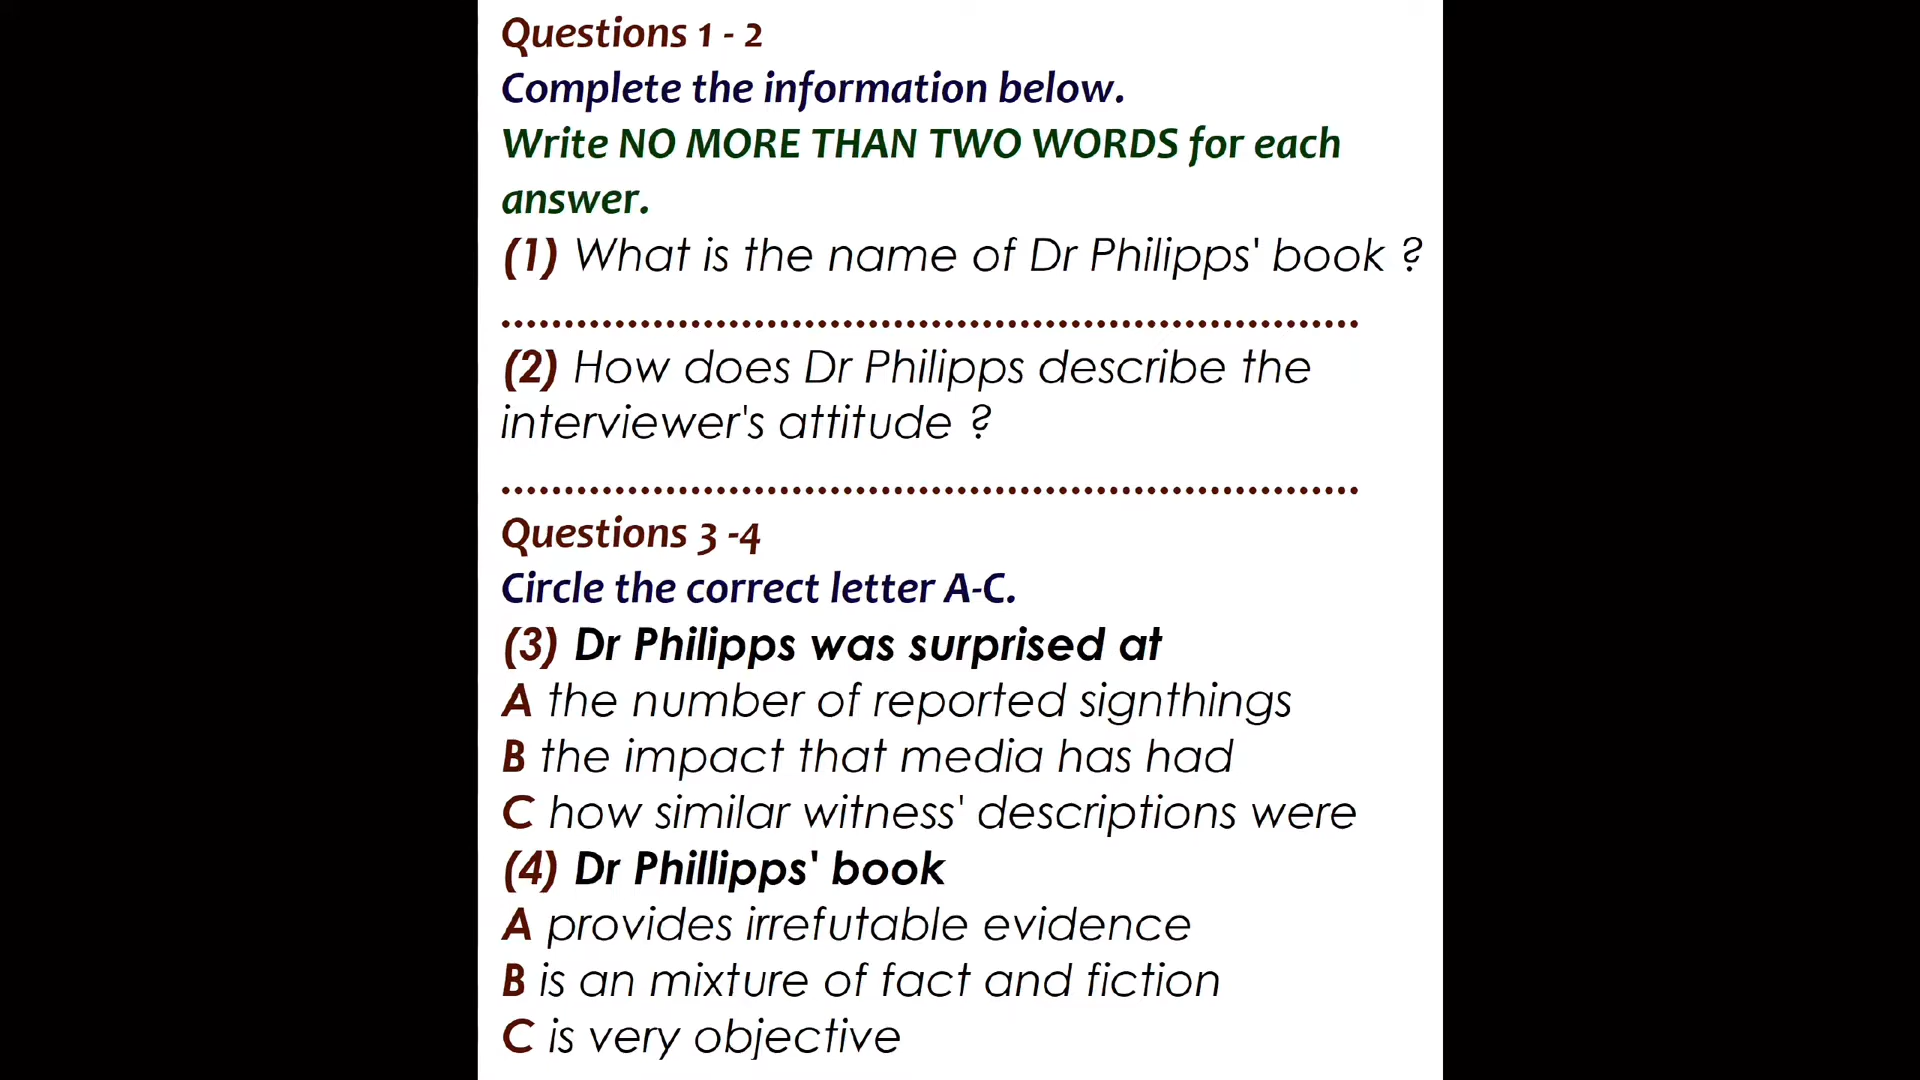 Questions 1 - 2
Complete the information below.
Write NO MORE THAN TWO WORDS for each
answer.
(1) What is the name of Dr Philipps' book ?
....................................................................
(2) How does Dr Philipps describe the
interviewer's attitude ?
....................................................................
Questions 3 -4
Circle the correct letter A-C.
(3) Dr Philipps was surprised at
A the number of reported signthings
B the impact that media has had
C how similar witness' descriptions were
(4) Dr Phillipps' book
A provides irrefutable evidence
B is an mixture of fact and fiction
C is very objective